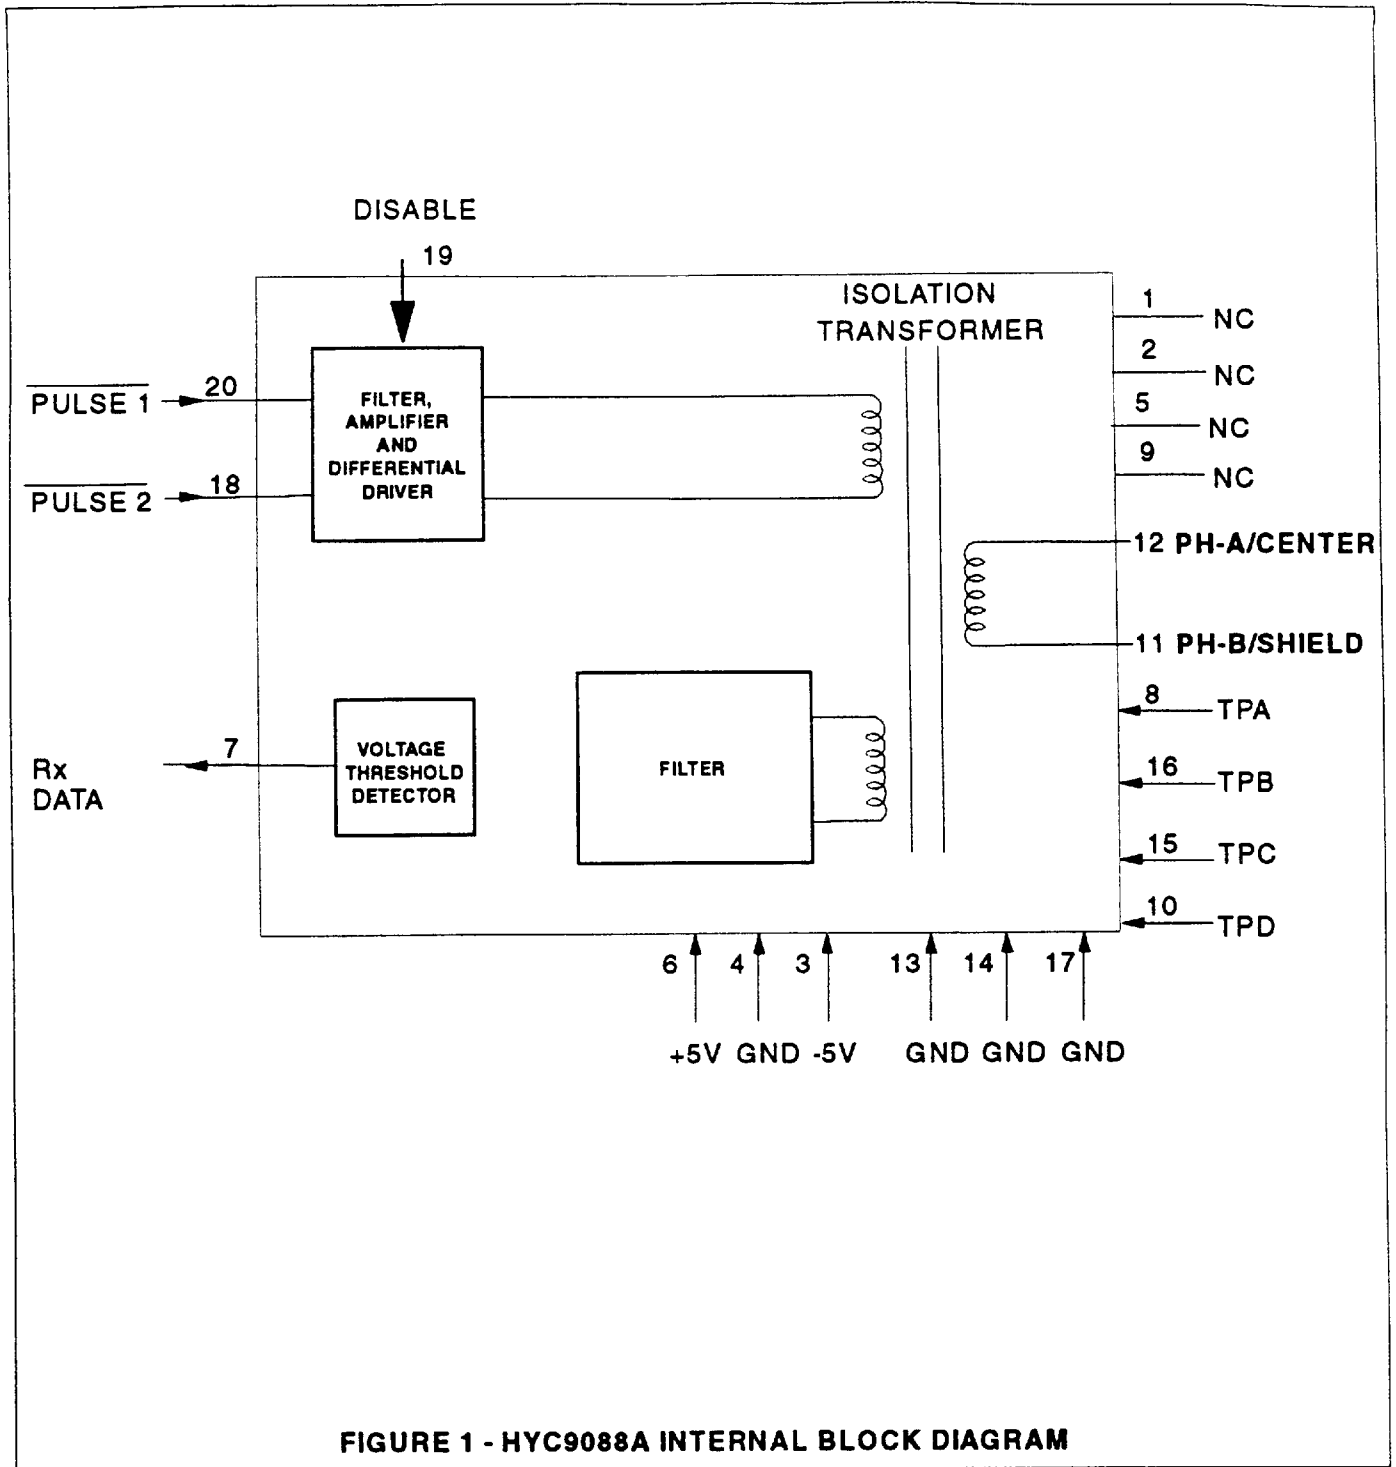 DISABLE
19
ISOLATION
TRANSFORMER
1 NC
2 NC
5 NC
9 NC
PULSE 1 20
PULSE 2 18
FILTER,
AMPLIFIER
AND
DIFFERENTIAL
DRIVER
12 PH-A/CENTER
11 PH-B/SHIELD
8 TPA
16 TPB
15 TPC
10 TPD
Rx
DATA
7
VOLTAGE
THRESHOLD
DETECTOR
FILTER
6 4 3 13 14 17
+5V GND -5V GND GND GND
FIGURE 1 - HYC9088A INTERNAL BLOCK DIAGRAM